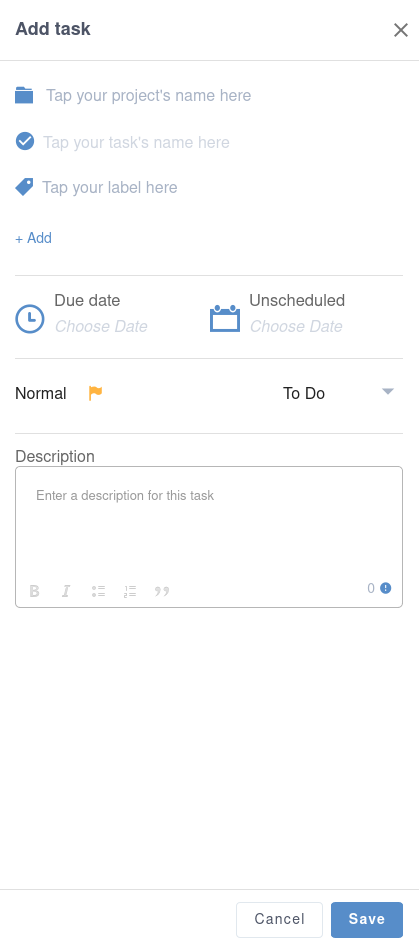 Add task
Tap your project's name here
Tap your task's name here
Tap your label here
+ Add
Due date
Choose Date
Unscheduled
Choose Date
Normal
To Do
Description
Enter a description for this task
B I
0
Cancel
Save